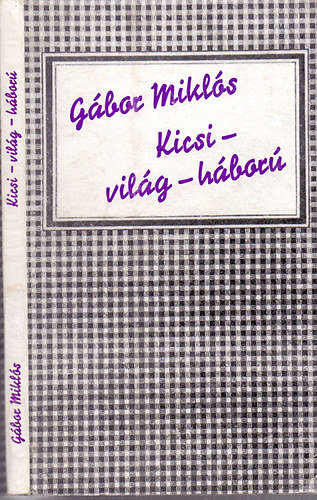 Gábor Miklós
Kicsi –
világ – háború
Kicsi – világ – háború
Gábor Miklós